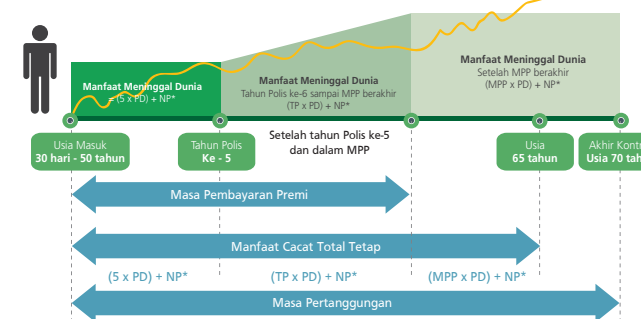 Manfaat Meninggal Dunia
= (5 x PD) + NP*
Manfaat Meninggal Dunia
Tahun Polis ke-6 sampai MPP berakhir
(TP x PD) + NP*
Manfaat Meninggal Dunia
Setelah MPP berakhir
(MPP x PD) + NP*
Usia Masuk
30 hari - 50 tahun
Tahun Polis
Ke - 5
Setelah tahun Polis ke-5
dan dalam MPP
Usia
65 tahun
Akhir Kont
Usia 70 tah
Masa Pembayaran Premi
Manfaat Cacat Total Tetap
(5 x PD) + NP*
(TP x PD) + NP*
(MPP x PD) + NP*
Masa Pertanggungan